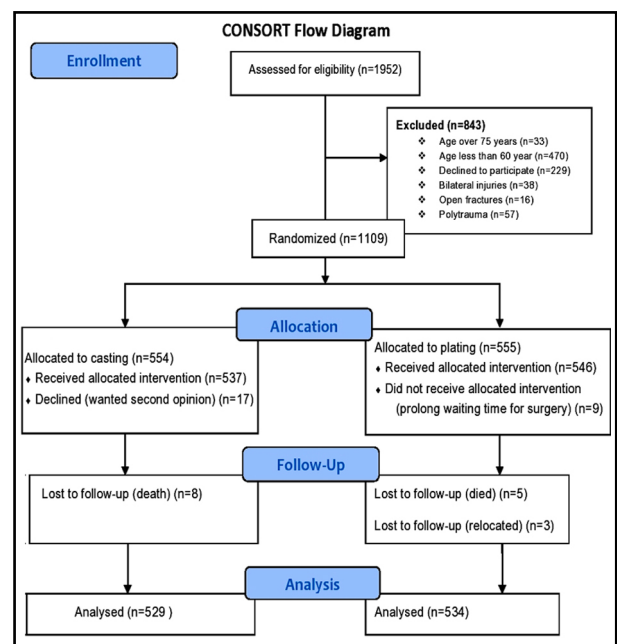 CONSORT Flow Diagram
Enrollment
Assessed for eligibility (n=1952)
Excluded (n=843)
❖ Age over 75 years (n=33)
❖ Age less than 60 year (n=470)
❖ Declined to participate (n=229)
❖ Bilateral injuries (n=38)
❖ Open fractures (n=16)
❖ Polytrauma (n=57)
Randomized (n=1109)
Allocation
Allocated to casting (n=554)
♦ Received allocated intervention (n=537)
♦ Declined (wanted second opinion) (n=17)
Allocated to plating (n=555)
♦ Received allocated intervention (n=546)
♦ Did not receive allocated intervention
(prolong waiting time for surgery) (n=9)
Follow-Up
Lost to follow-up (death) (n=8)
Lost to follow-up (died) (n=5)
Lost to follow-up (relocated) (n=3)
Analysis
Analysed (n=529 )
Analysed (n=534)